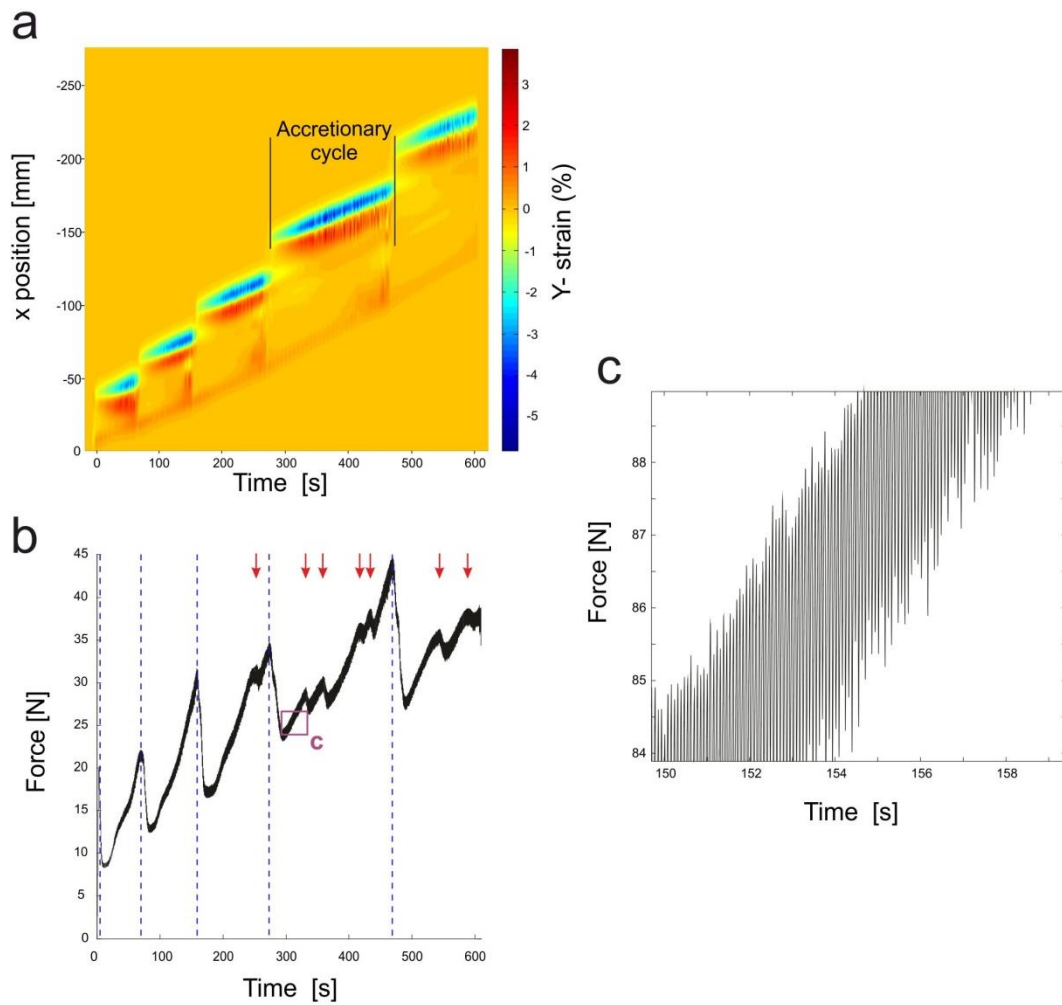 a
-250
-200
-150
-100
-50
0
x position [mm]
Accretionary
cycle
0 100 200 300 400 500 600
Time [s]
3
2
1
0
-1
-2
-3
-4
-5
Y- strain (%)
b
45
40
35
30
25
20
15
10
5
0
Force [N]
c
0 100 200 300 400 500 600
Time [s]
c
88
87
86
85
84
Force [N]
150 152 154 156 158
Time [s]